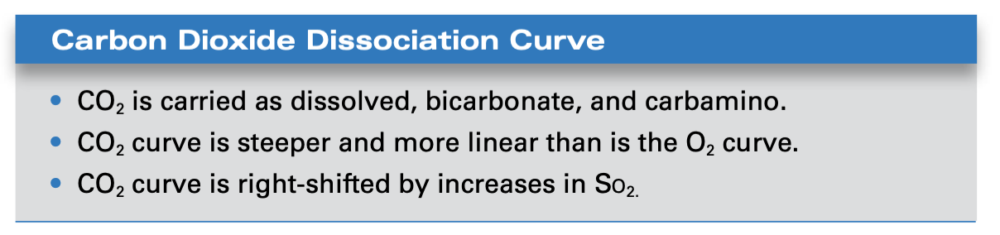 Carbon Dioxide Dissociation Curve
• CO₂ is carried as dissolved, bicarbonate, and carbamino.
• CO₂ curve is steeper and more linear than is the O₂ curve.
• CO₂ curve is right-shifted by increases in SO₂.